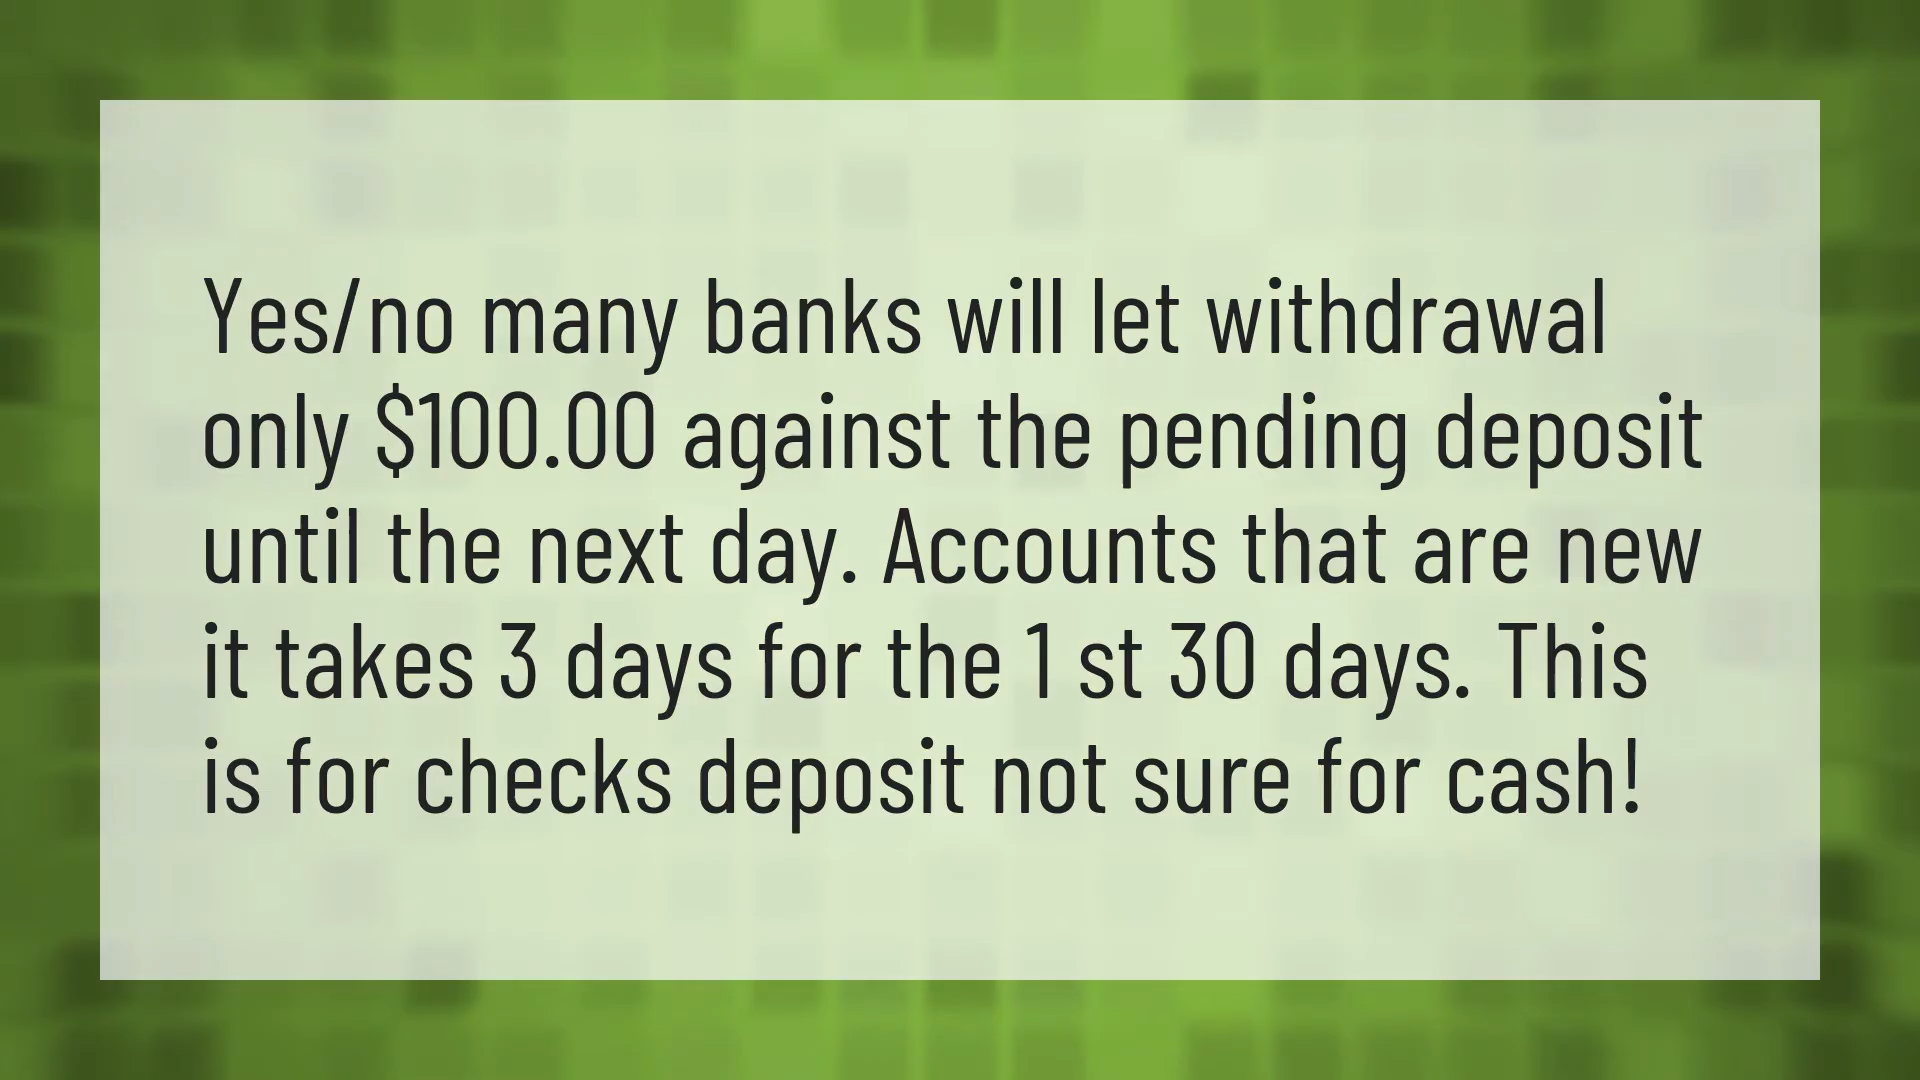 Yes/no many banks will let withdrawal
only $100.00 against the pending deposit
until the next day. Accounts that are new
it takes 3 days for the 1 st 30 days. This
is for checks deposit not sure for cash!